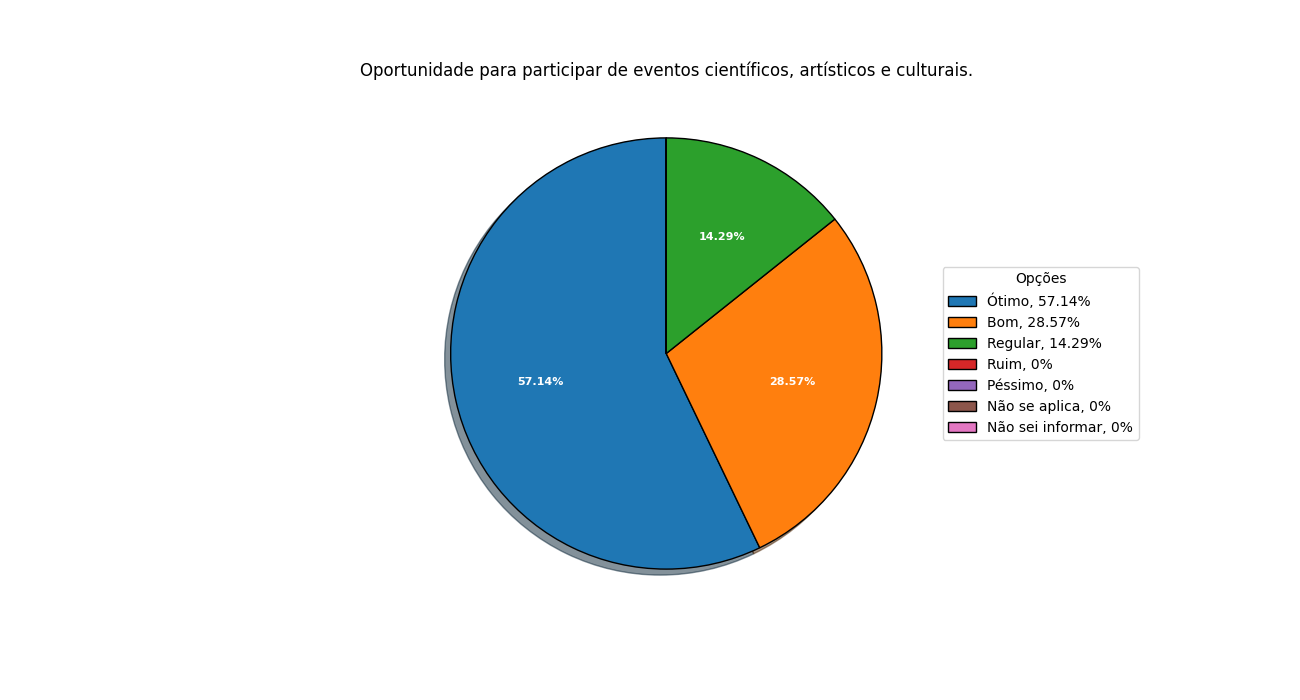 Oportunidade para participar de eventos científicos, artísticos e culturais.
14.29%
57.14%
28.57%
Opções
Ótimo, 57.14%
Bom, 28.57%
Regular, 14.29%
Ruim, 0%
Péssimo, 0%
Não se aplica, 0%
Não sei informar, 0%